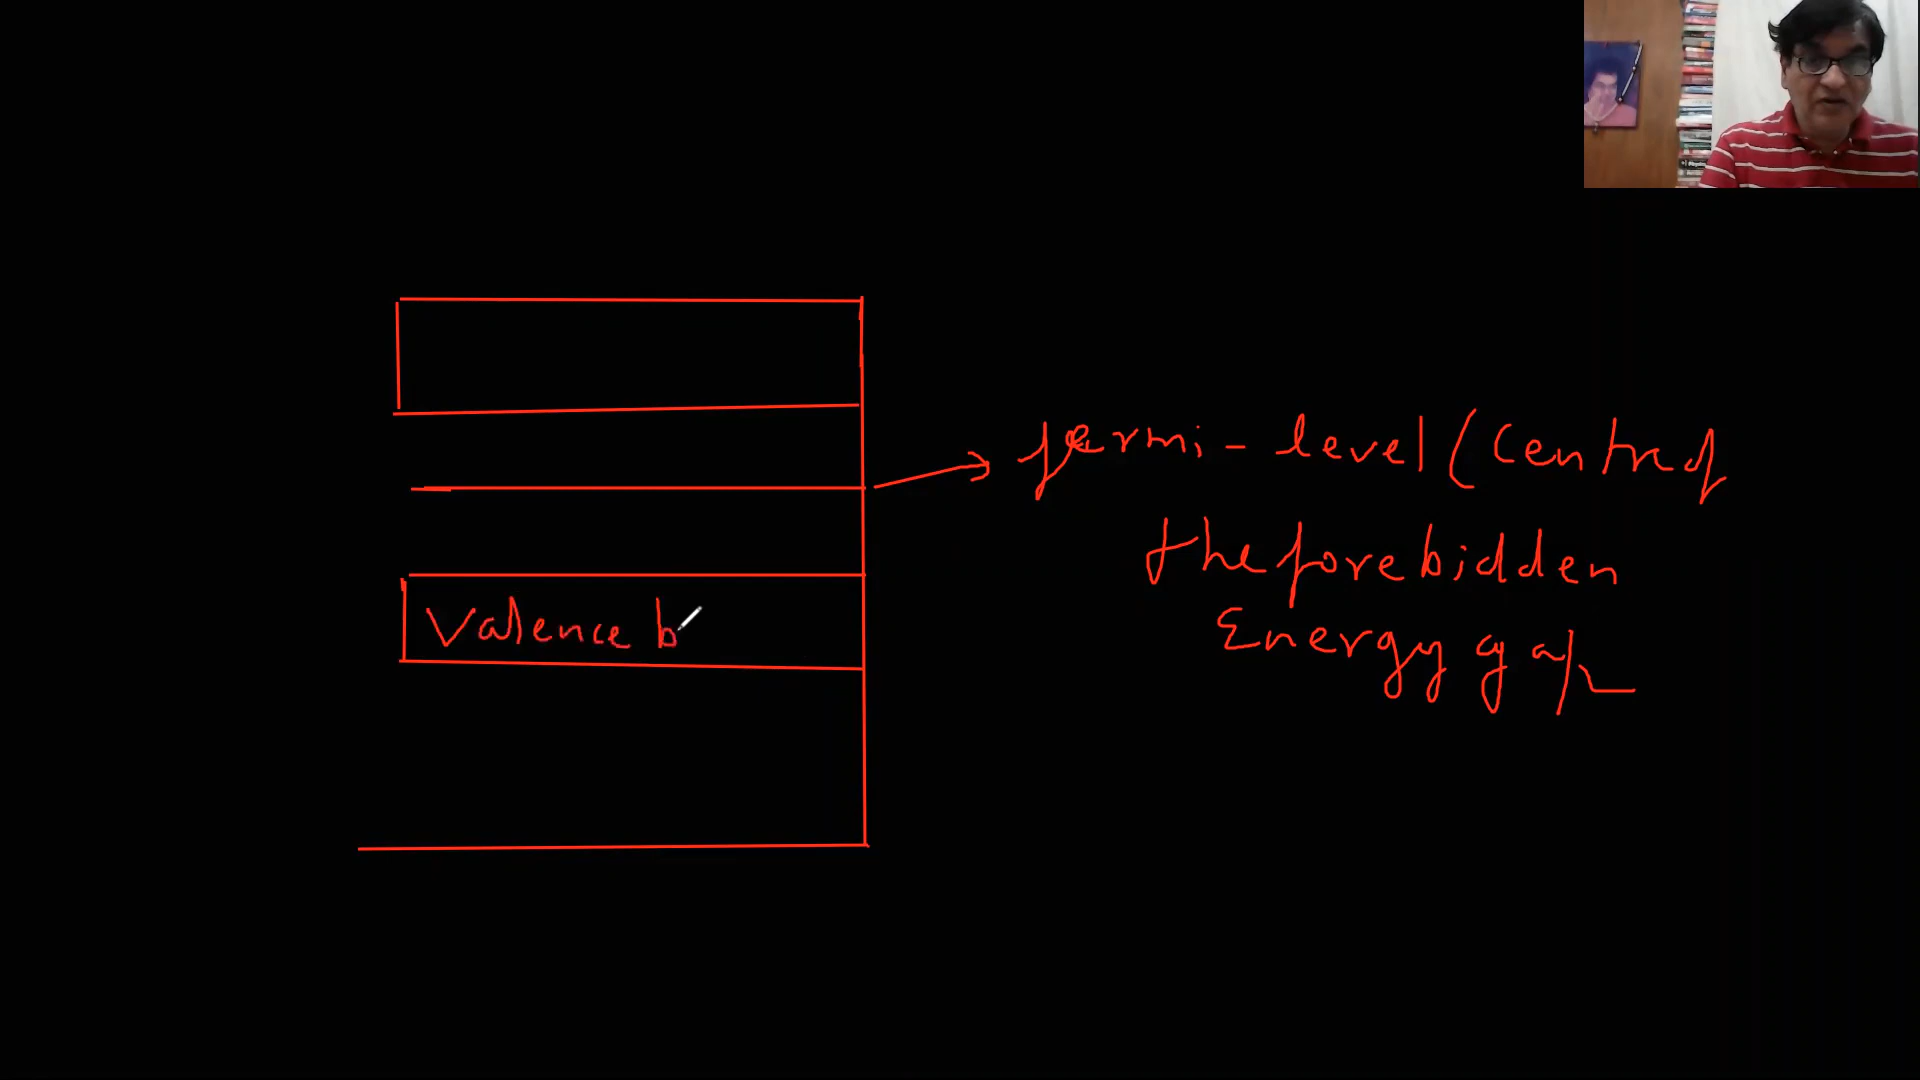 fermi - level (Centre of
the forebidden
Energy gap
Valence b